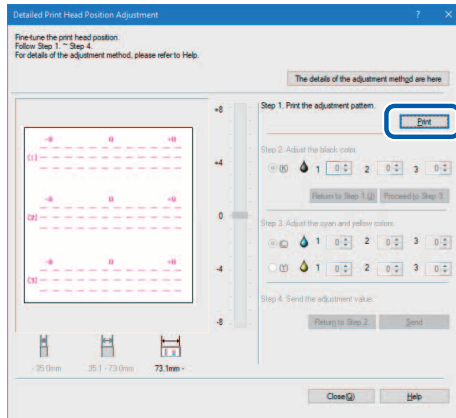 Detailed Print Head Position Adjustment
? ×
Fine-tune the print head position.
Follow Step 1. ~ Step 4.
For details of the adjustment method, please refer to Help.
The details of the adjustment method are here
+8
Step 1. Print the adjustment pattern.
Print
-8 0 +8
(1)
Step 2. Adjust the black color.
+4
(K) 1 0 2 0 3 0
Return to Step 1 (J) Proceed to Step 3
-8 0 +8
(2)
0
Step 3. Adjust the cyan and yellow colors.
(C) 1 0 2 0 3 0
-8 0 +8
-4
(Y) 1 0 2 0 3 0
(3)
Step 4. Send the adjustment value.
-8
Return to Step 2 Send
- 35.0mm 35.1 - 73.0mm 73.1mm -
Close(Q) Help